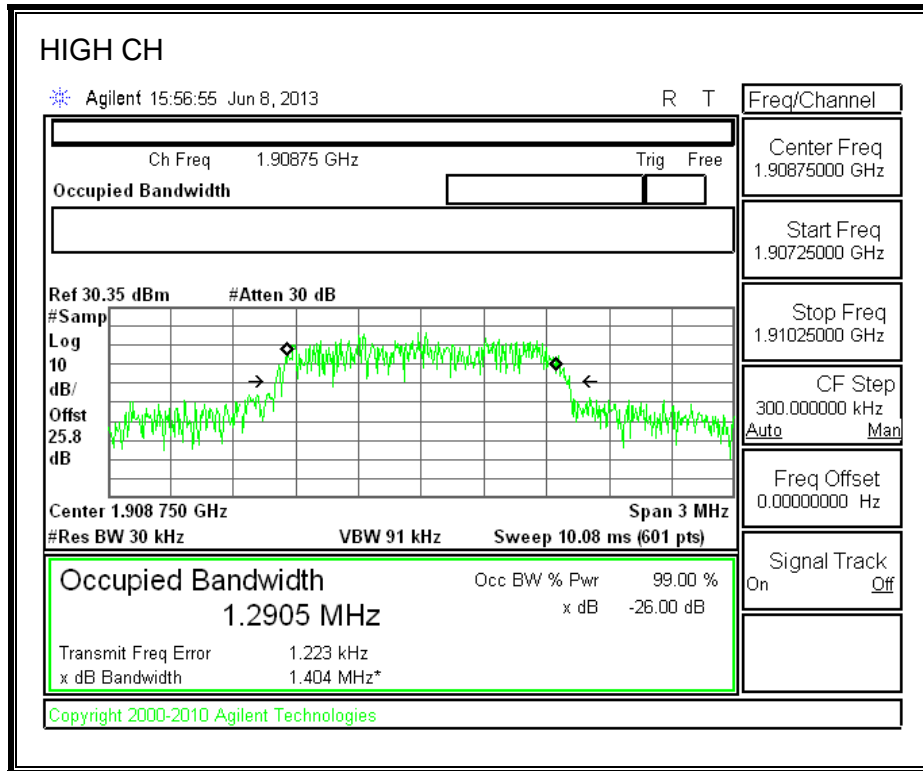 HIGH CH
Agilent 15:56:55 Jun 8, 2013 R T
Freq/Channel
Ch Freq 1.90875 GHz Trig Free
Occupied Bandwidth
Center Freq
1.90875000 GHz
Start Freq
1.90725000 GHz
Stop Freq
1.91025000 GHz
CF Step
300.000000 kHz
Auto Man
Freq Offset
0.00000000 Hz
Signal Track
On Off
Ref 30.35 dBm #Atten 30 dB
#Samp
Log
10
dB/
Offst
25.8
dB
Center 1.908 750 GHz Span 3 MHz
#Res BW 30 kHz VBW 91 kHz Sweep 10.08 ms (601 pts)
Occupied Bandwidth
1.2905 MHz
Occ BW % Pwr 99.00 %
x dB -26.00 dB
Transmit Freq Error 1.223 kHz
x dB Bandwidth 1.404 MHz*
Copyright 2000-2010 Agilent Technologies